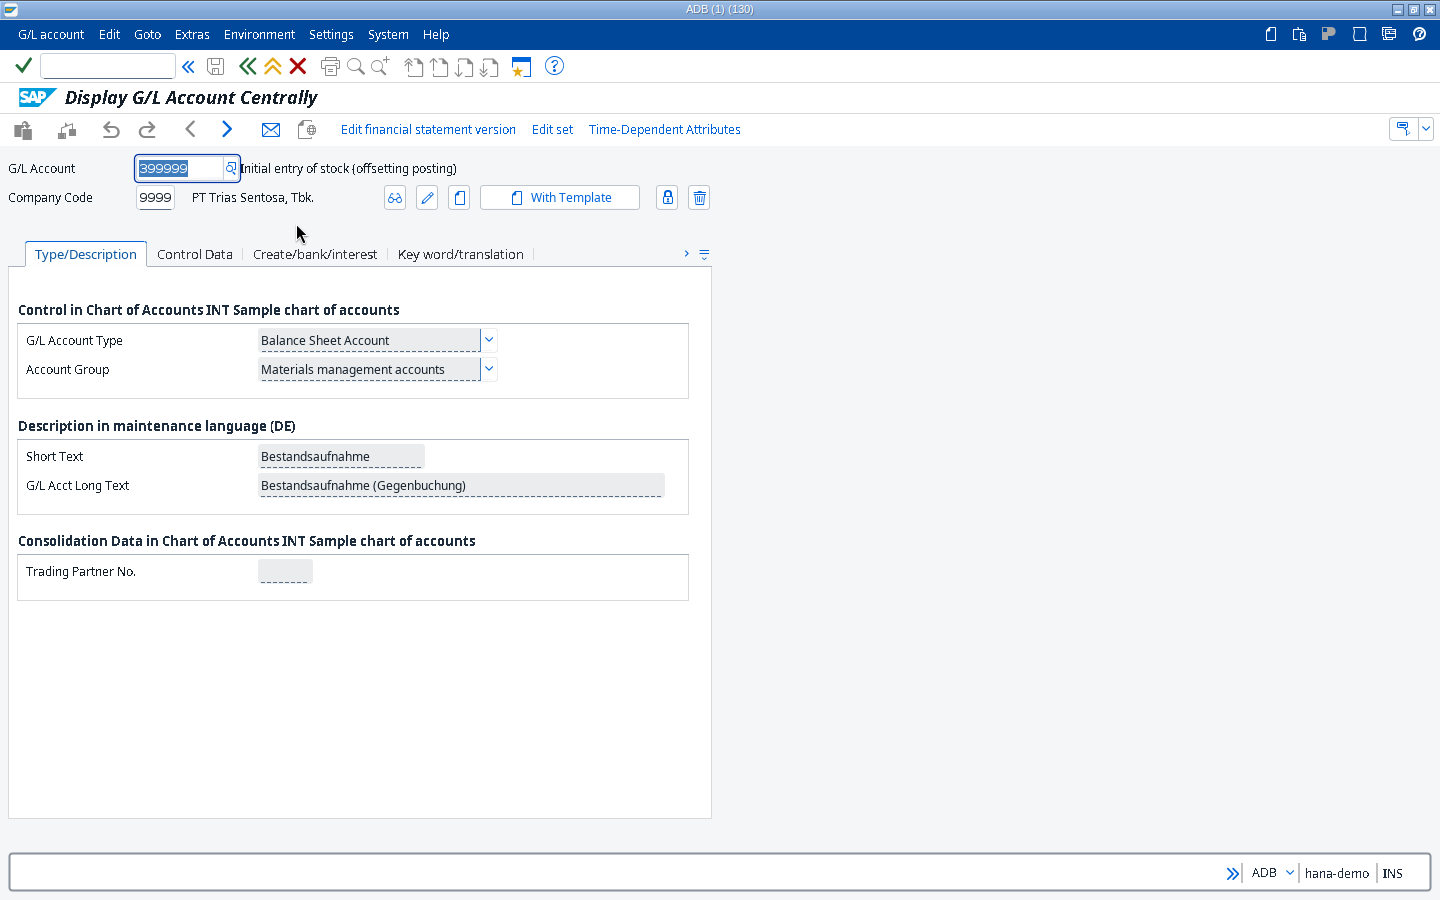 ADB (1) (130)
G/L account Edit Goto Extras Environment Settings System Help
SAP Display G/L Account Centrally
Edit financial statement version Edit set Time-Dependent Attributes
G/L Account 399999 Initial entry of stock (offsetting posting)
Company Code 9999 PT Trias Sentosa, Tbk. With Template
Type/Description Control Data Create/bank/interest Key word/translation
Control in Chart of Accounts INT Sample chart of accounts
G/L Account Type Balance Sheet Account
Account Group Materials management accounts
Description in maintenance language (DE)
Short Text Bestandsaufnahme
G/L Acct Long Text Bestandsaufnahme (Gegenbuchung)
Consolidation Data in Chart of Accounts INT Sample chart of accounts
Trading Partner No.
ADB hana-demo INS